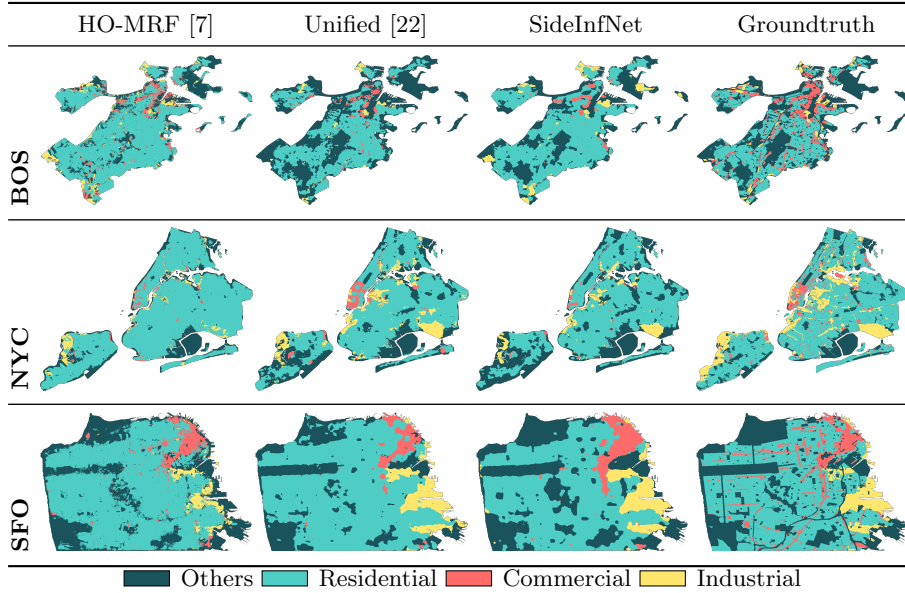 HO-MRF [7] Unified [22] SideInfNet Groundtruth
BOS
NYC
SFO
Others Residential Commercial Industrial